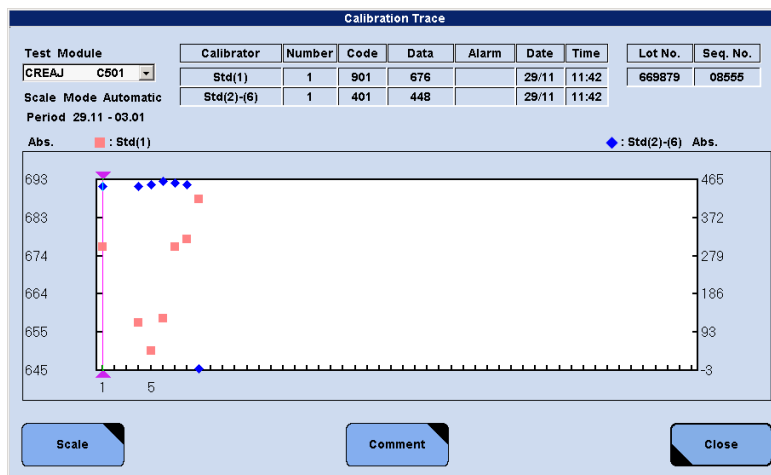 Calibration Trace
Test Module
CREAJ C501
Scale Mode Automatic
Period 29.11 - 03.01
Calibrator Number Code Data Alarm Date Time
Std(1) 1 901 676 29/11 11:42
Std(2)-(6) 1 401 448 29/11 11:42
Lot No. Seq. No.
669879 08555
Abs. : Std(1) : Std(2)-(6) Abs.
693 465
683 372
674 279
664 186
655 93
645 -3
1 5
Scale Comment Close